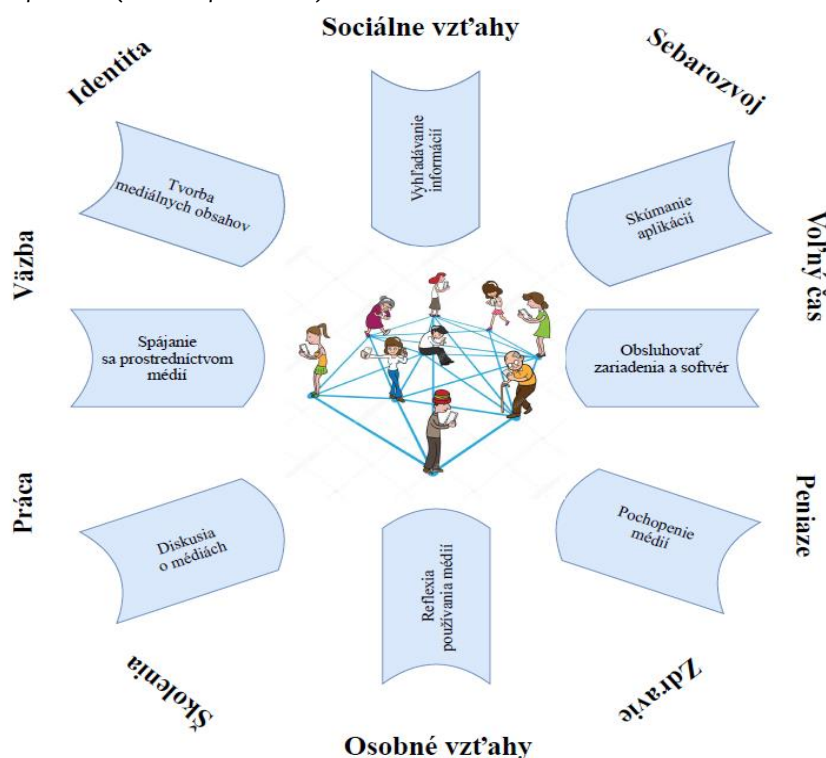 Sociálne vzťahy
Identita
Sebarozvoj
Vyhľadávanie
informácií
Tvorba
mediálnych obsahov
Skúmanie
aplikácií
Väzba
Voľný čas
Spájanie
sa prostredníctvom
médií
Obsluhovať
zariadenia a softvér
Práca
Peniaze
Diskusia
o médiách
Pochopenie
médií
Reflexia
používania médií
Školenia
Zdravie
Osobné vzťahy